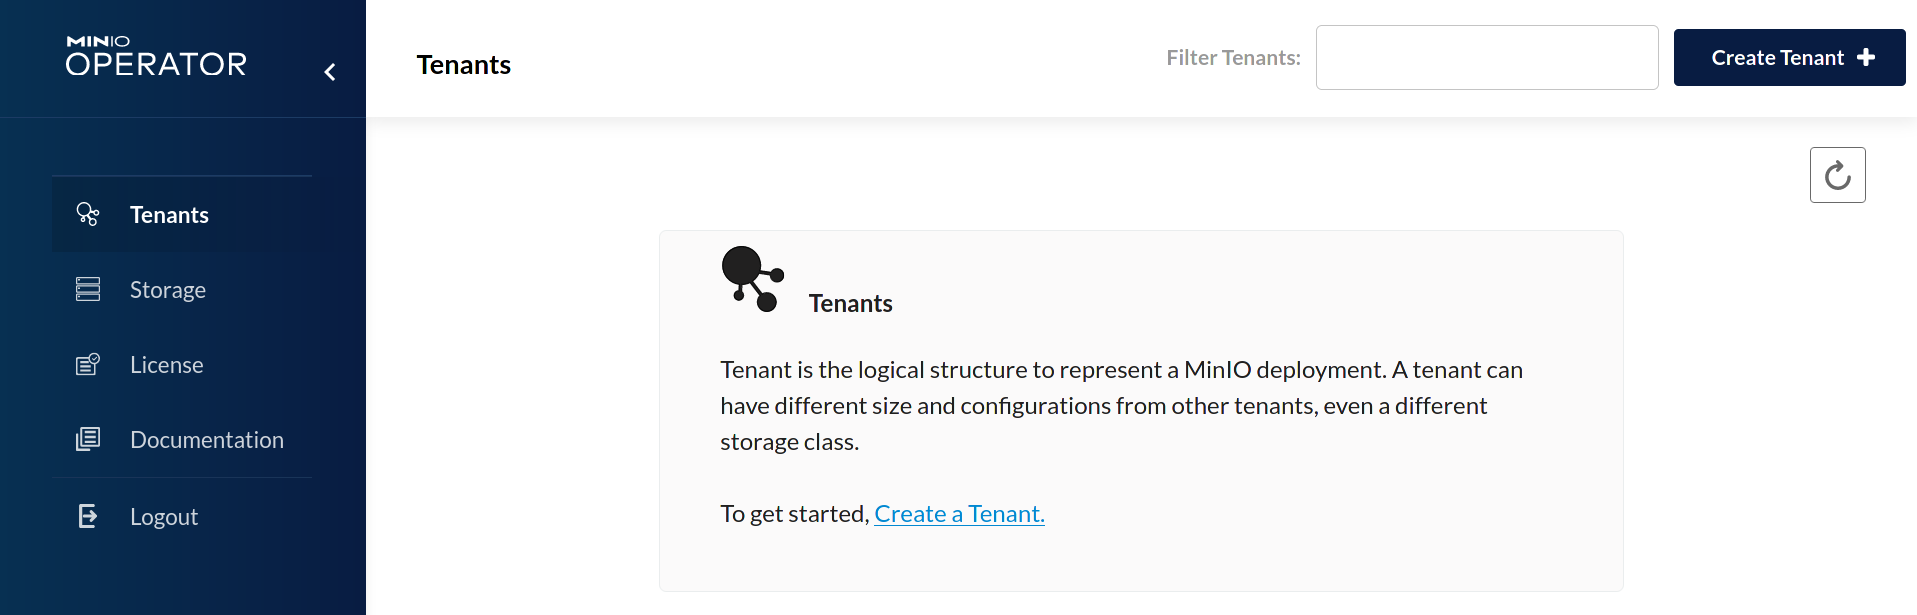 MINIO
OPERATOR
Tenants
Filter Tenants:
Create Tenant
Tenants
Storage
License
Documentation
Logout
Tenants
Tenant is the logical structure to represent a MinIO deployment. A tenant can
have different size and configurations from other tenants, even a different
storage class.
To get started, Create a Tenant.